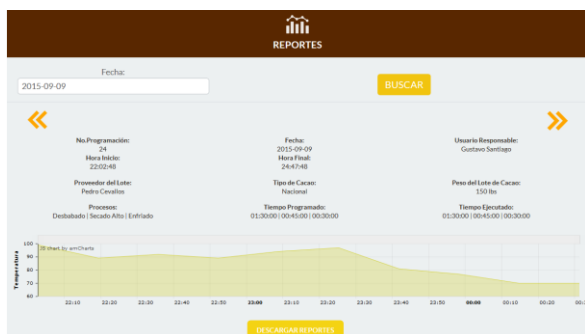 REPORTES
Fecha:
2015-09-09
BUSCAR
No.Programación:
24
Hora Inicio:
22:02:48
Fecha:
2015-09-09
Hora Final:
24:47:48
Usuario Responsable:
Gustavo Santiago
Proveedor del Lote:
Pedro Cevallos
Tipo de Cacao:
Nacional
Peso del Lote de Cacao:
150 lbs
Procesos:
Desbabado | Secado Alto | Enfriado
Tiempo Programado:
01:30:00 | 00:45:00 | 00:30:00
Tiempo Ejecutado:
01:30:00 | 00:45:00 | 00:30:00
Temperatura
100
90
80
70
60
JS chart by amCharts
22:10 22:20 22:30 22:40 22:50 23:00 23:10 23:20 23:30 23:40 23:50 00:00 00:10 00:20
DESCARGAR REPORTES